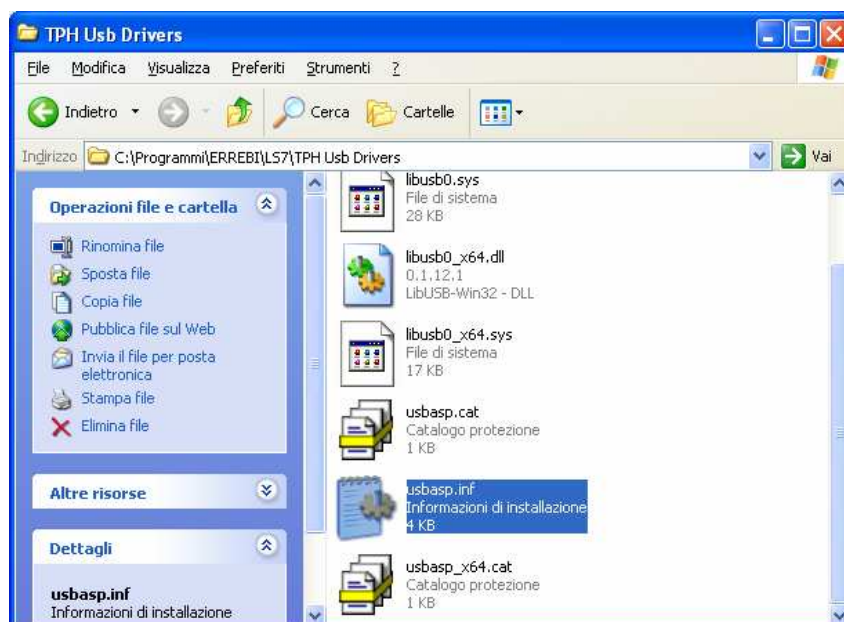 TPH Usb Drivers
File Modifica Visualizza Preferiti Strumenti ?
Indietro Cerca Cartelle
Indirizzo C:\Programmi\ERREBI\LS7\TPH Usb Drivers Vai
Operazioni file e cartella
Rinomina file
Sposta file
Copia file
Pubblica file sul Web
Invia il file per posta
elettronica
Stampa file
Elimina file
Altre risorse
Dettagli
usbasp.inf
Informazioni di installazione
libusb0.sys
File di sistema
28 KB
libusb0_x64.dll
0.1.12.1
LibUSB-Win32 - DLL
libusb0_x64.sys
File di sistema
17 KB
usbasp.cat
Catalogo protezione
1 KB
usbasp.inf
Informazioni di installazione
4 KB
usbasp_x64.cat
Catalogo protezione
1 KB